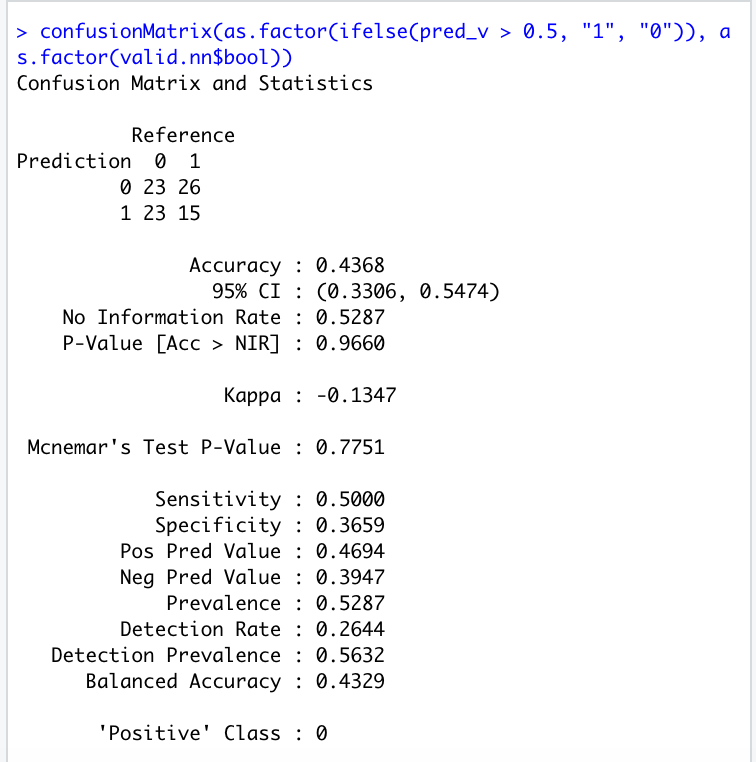 > confusionMatrix(as.factor(ifelse(pred_v > 0.5, "1", "0")), a
s.factor(valid.nn$bool))
Confusion Matrix and Statistics
Reference
Prediction 0 1
0 23 26
1 23 15
Accuracy : 0.4368
95% CI : (0.3306, 0.5474)
No Information Rate : 0.5287
P-Value [Acc > NIR] : 0.9660
Kappa : -0.1347
Mcnemar's Test P-Value : 0.7751
Sensitivity : 0.5000
Specificity : 0.3659
Pos Pred Value : 0.4694
Neg Pred Value : 0.3947
Prevalence : 0.5287
Detection Rate : 0.2644
Detection Prevalence : 0.5632
Balanced Accuracy : 0.4329
'Positive' Class : 0